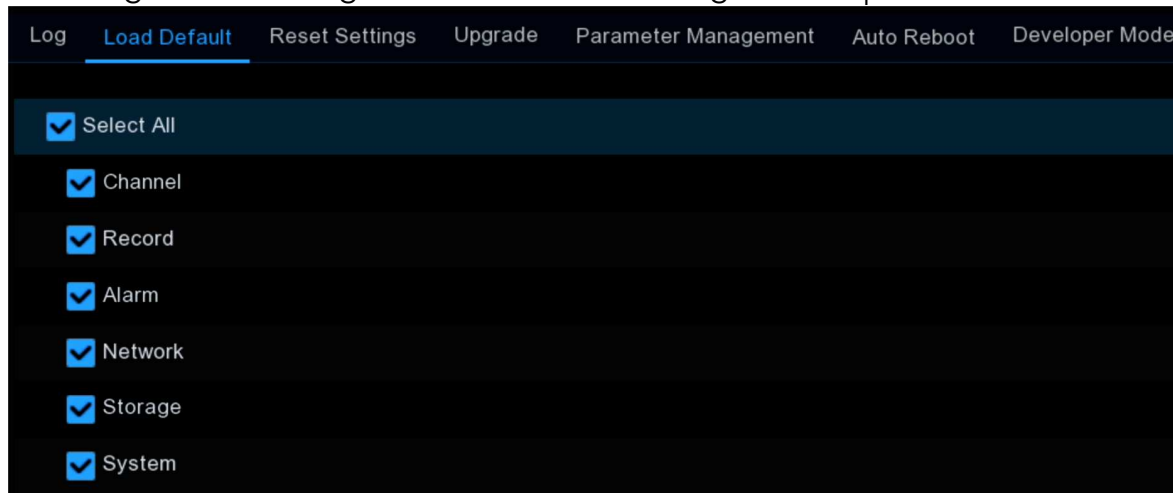 Log Load Default Reset Settings Upgrade Parameter Management Auto Reboot Developer Mode
Select All
Channel
Record
Alarm
Network
Storage
System